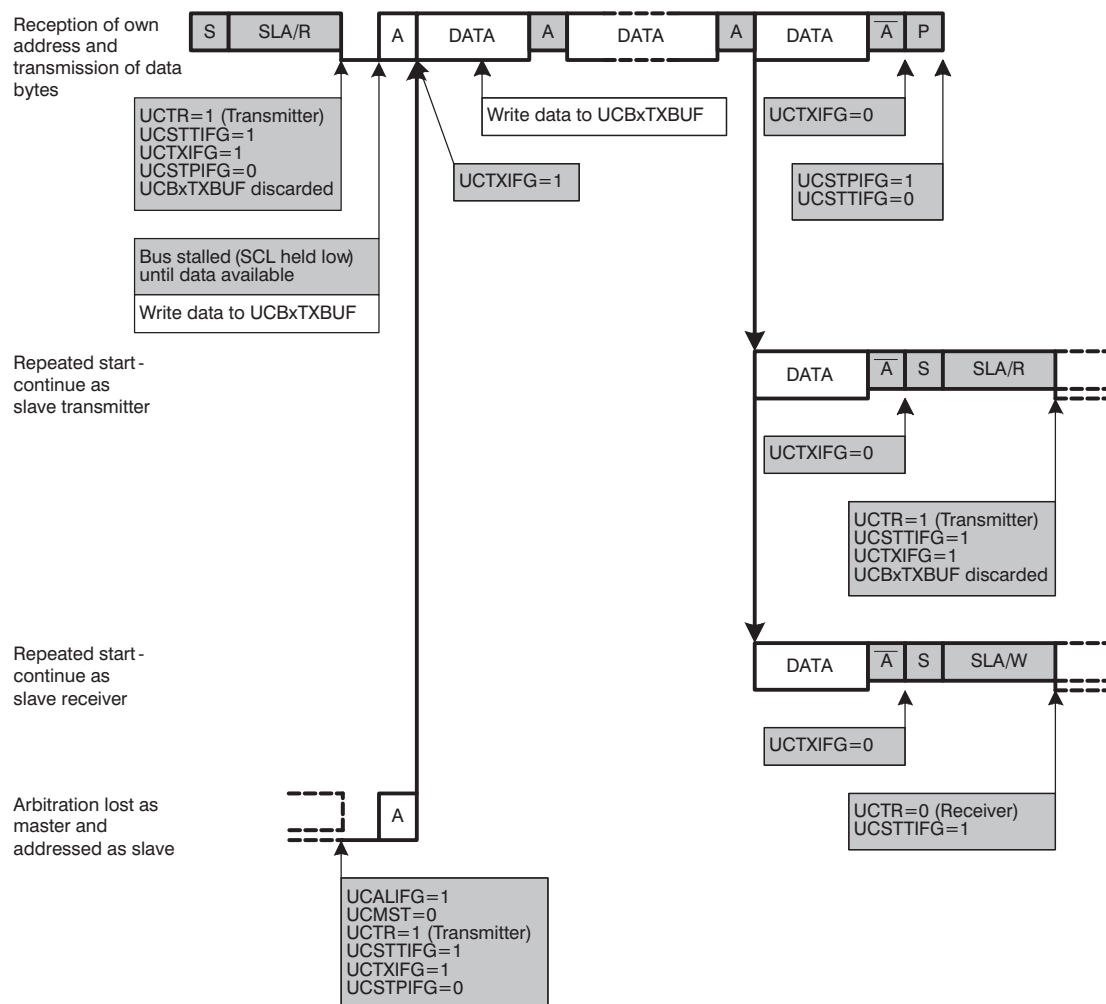 Reception of own
address and
transmission of data
bytes
S SLA/R A DATA A DATA A DATA A P
UCTR=1 (Transmitter)
UCSTTIFG=1
UCTXIFG=1
UCSTPIFG=0
UCBxTXBUF discarded
Write data to UCBxTXBUF
UCTXIFG=0
UCTXIFG=1
UCSTPIFG=1
UCSTTIFG=0
Bus stalled (SCL held low)
until data available
Write data to UCBxTXBUF
Repeated start-
continue as
slave transmitter
DATA A S SLA/R
UCTXIFG=0
UCTR=1 (Transmitter)
UCSTTIFG=1
UCTXIFG=1
UCBxTXBUF discarded
Repeated start-
continue as
slave receiver
DATA A S SLA/W
UCTXIFG=0
UCTR=0 (Receiver)
UCSTTIFG=1
Arbitration lost as
master and
addressed as slave
A
UCALIFG=1
UCMST=0
UCTR=1 (Transmitter)
UCSTTIFG=1
UCTXIFG=1
UCSTPIFG=0